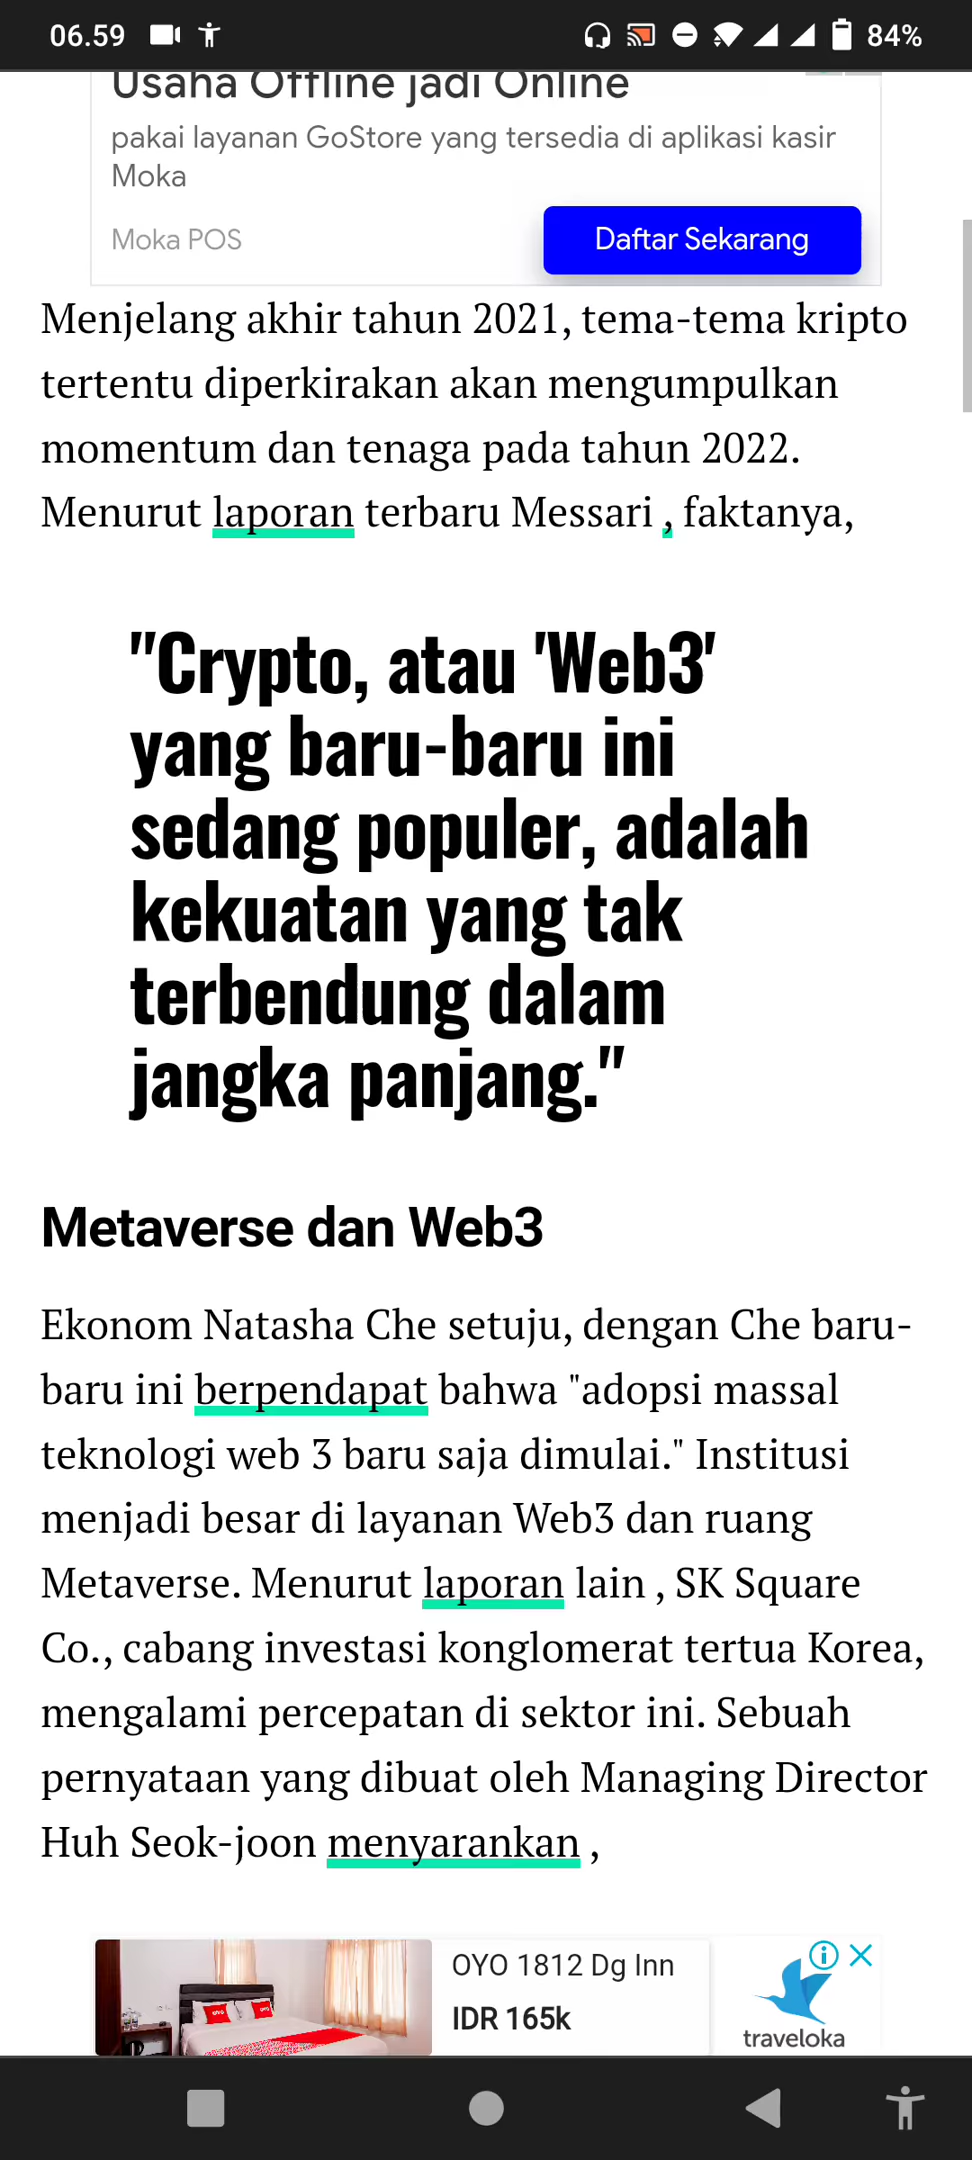 06.59
84%
Usaha Offline jadi Online
pakai layanan GoStore yang tersedia di aplikasi kasir
Moka
Moka POS
Daftar Sekarang
Menjelang akhir tahun 2021, tema-tema kripto
tertentu diperkirakan akan mengumpulkan
momentum dan tenaga pada tahun 2022.
Menurut laporan terbaru Messari , faktanya,
"Crypto, atau 'Web3'
yang baru-baru ini
sedang populer, adalah
kekuatan yang tak
terbendung dalam
jangka panjang."
Metaverse dan Web3
Ekonom Natasha Che setuju, dengan Che baru-
baru ini berpendapat bahwa "adopsi massal
teknologi web 3 baru saja dimulai." Institusi
menjadi besar di layanan Web3 dan ruang
Metaverse. Menurut laporan lain , SK Square
Co., cabang investasi konglomerat tertua Korea,
mengalami percepatan di sektor ini. Sebuah
pernyataan yang dibuat oleh Managing Director
Huh Seok-joon menyarankan ,
OYO 1812 Dg Inn
IDR 165k
traveloka